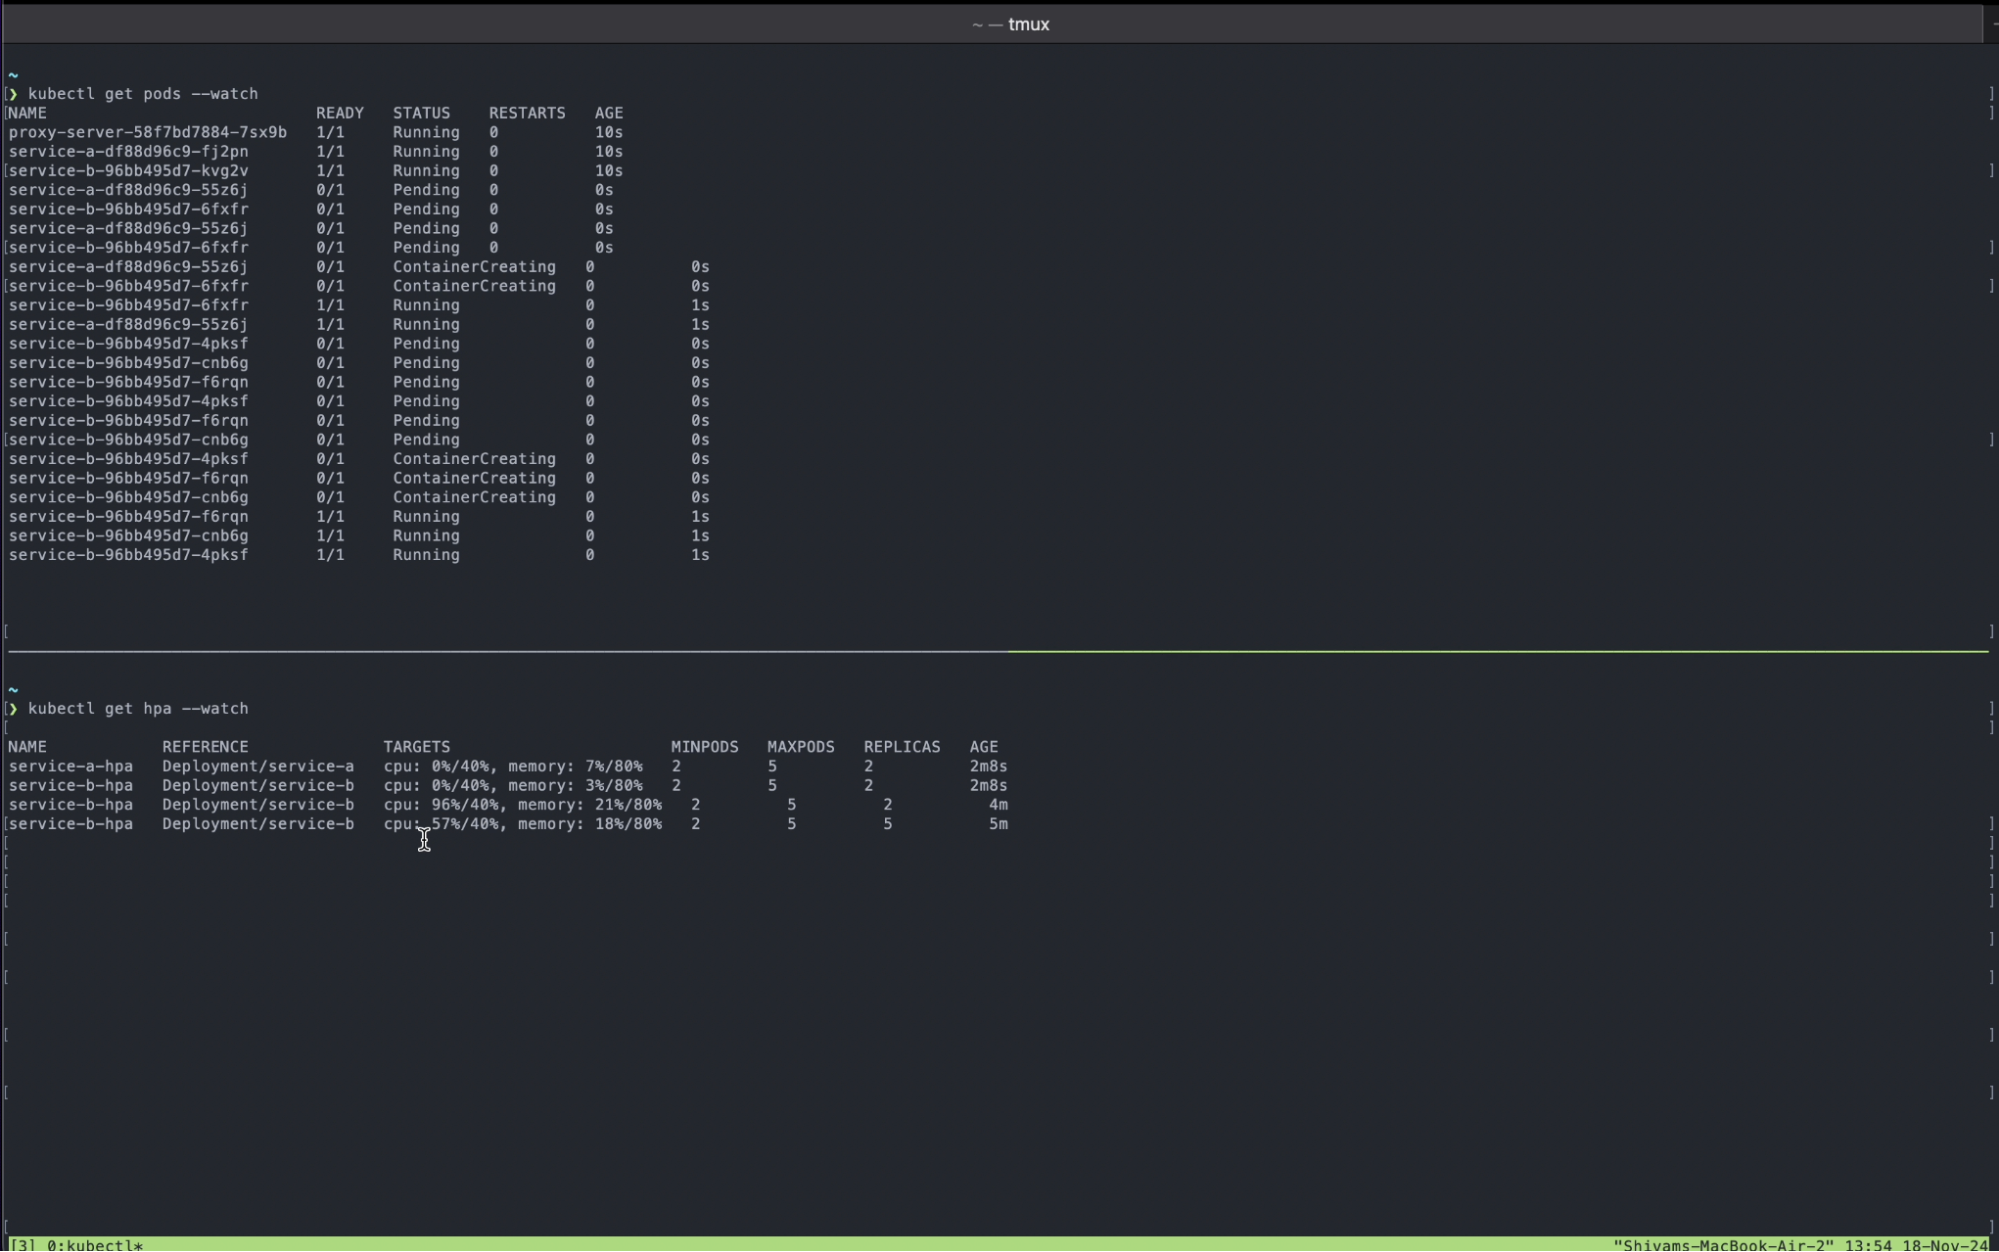 ~ — tmux
~
❯ kubectl get pods --watch
NAME READY STATUS RESTARTS AGE
proxy-server-58f7bd7884-7sx9b 1/1 Running 0 10s
service-a-df88d96c9-fj2pn 1/1 Running 0 10s
service-b-96bb495d7-kvg2v 1/1 Running 0 10s
service-a-df88d96c9-55z6j 0/1 Pending 0 0s
service-b-96bb495d7-6fxfr 0/1 Pending 0 0s
service-a-df88d96c9-55z6j 0/1 Pending 0 0s
service-b-96bb495d7-6fxfr 0/1 Pending 0 0s
service-a-df88d96c9-55z6j 0/1 ContainerCreating 0 0s
service-b-96bb495d7-6fxfr 0/1 ContainerCreating 0 0s
service-b-96bb495d7-6fxfr 1/1 Running 0 1s
service-a-df88d96c9-55z6j 1/1 Running 0 1s
service-b-96bb495d7-4pksf 0/1 Pending 0 0s
service-b-96bb495d7-cnb6g 0/1 Pending 0 0s
service-b-96bb495d7-f6rqn 0/1 Pending 0 0s
service-b-96bb495d7-4pksf 0/1 Pending 0 0s
service-b-96bb495d7-f6rqn 0/1 Pending 0 0s
service-b-96bb495d7-cnb6g 0/1 Pending 0 0s
service-b-96bb495d7-4pksf 0/1 ContainerCreating 0 0s
service-b-96bb495d7-f6rqn 0/1 ContainerCreating 0 0s
service-b-96bb495d7-cnb6g 0/1 ContainerCreating 0 0s
service-b-96bb495d7-f6rqn 1/1 Running 0 1s
service-b-96bb495d7-cnb6g 1/1 Running 0 1s
service-b-96bb495d7-4pksf 1/1 Running 0 1s
~
❯ kubectl get hpa --watch
NAME REFERENCE TARGETS MINPODS MAXPODS REPLICAS AGE
service-a-hpa Deployment/service-a cpu: 0%/40%, memory: 7%/80% 2 5 2 2m8s
service-b-hpa Deployment/service-b cpu: 0%/40%, memory: 3%/80% 2 5 2 2m8s
service-b-hpa Deployment/service-b cpu: 96%/40%, memory: 21%/80% 2 5 2 4m
service-b-hpa Deployment/service-b cpu: 57%/40%, memory: 18%/80% 2 5 5 5m
[3] 0:kubectl* "Shivams-MacBook-Air-2" 13:54 18-Nov-24